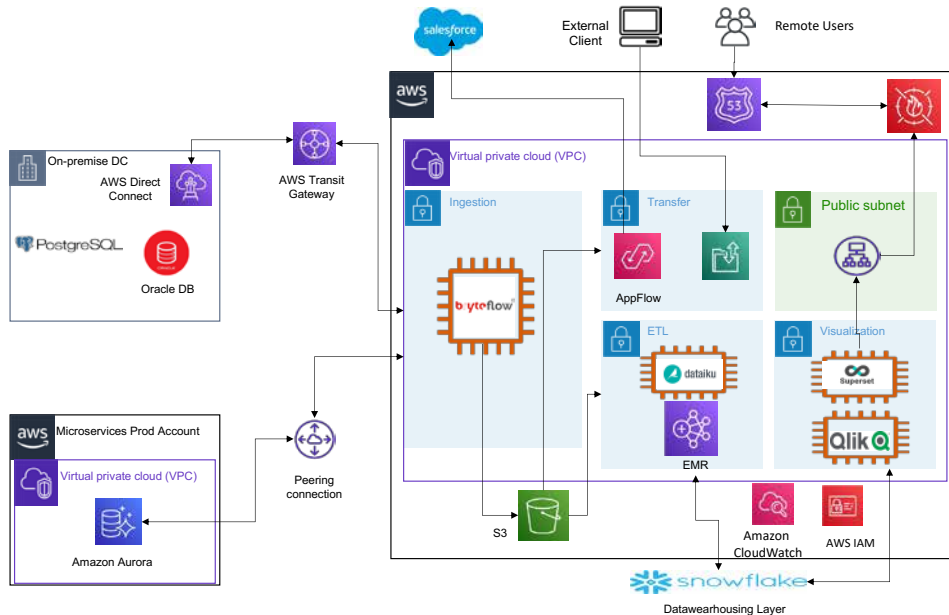 salesforce
External
Client
Remote Users
aws
53
On-premise DC
AWS Direct
Connect
AWS Transit
Gateway
PostgreSQL
ORACLE
Oracle DB
Virtual private cloud (VPC)
Ingestion
Transfer
Public subnet
AppFlow
ETL
Visualization
dataiku
Superset
EMR
Qlik
aws
Microservices Prod Account
Virtual private cloud (VPC)
Amazon Aurora
Peering
connection
S3
Amazon
CloudWatch
AWS IAM
snowflake
Datawearhousing Layer